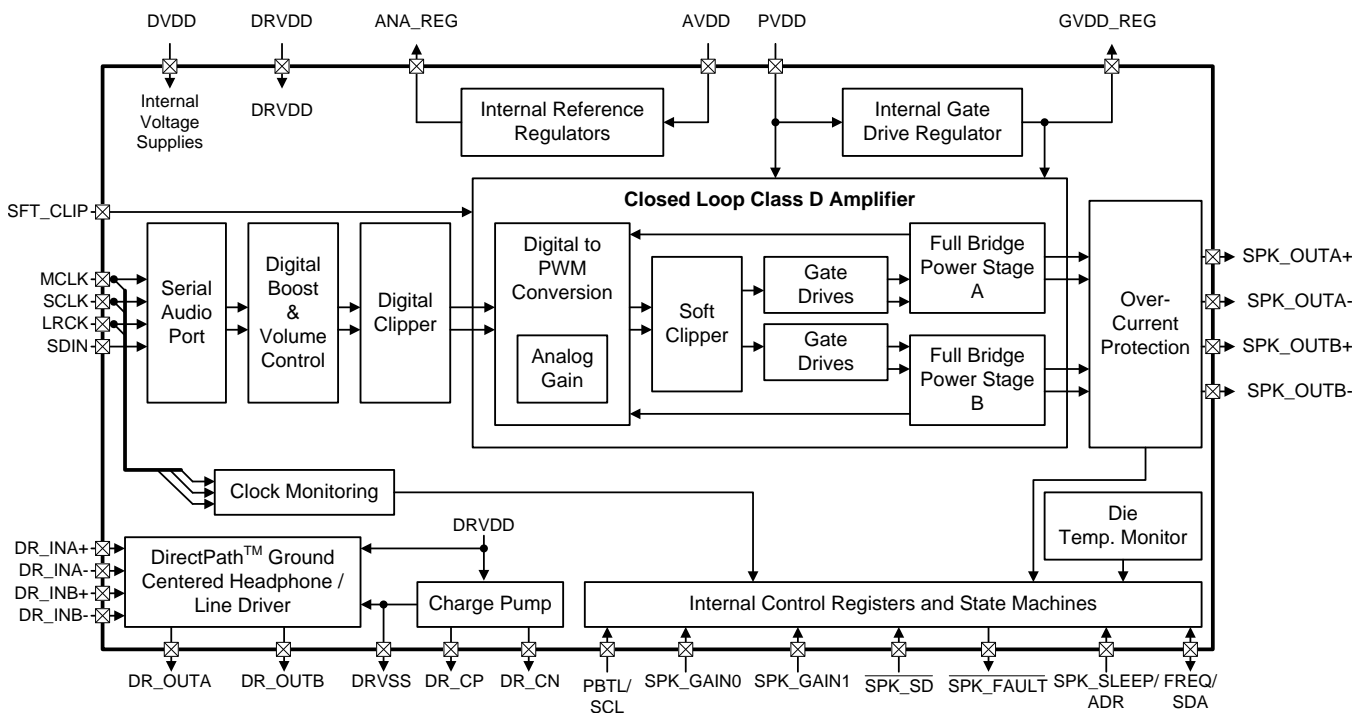 DVDD
DRVDD
ANA_REG
AVDD
PVDD
GVDD_REG
Internal
Voltage
Supplies
DRVDD
Internal Reference
Regulators
Internal Gate
Drive Regulator
Closed Loop Class D Amplifier
SFT_CLIP
MCLK
SCLK
LRCK
SDIN
Serial
Audio
Port
Digital
Boost
&
Volume
Control
Digital
Clipper
Digital to
PWM
Conversion
Analog
Gain
Soft
Clipper
Gate
Drives
Gate
Drives
Full Bridge
Power Stage
A
Full Bridge
Power Stage
B
Over-
Current
Protection
SPK_OUTA+
SPK_OUTA-
SPK_OUTB+
SPK_OUTB-
Clock Monitoring
Die
Temp. Monitor
DRVDD
DR_INA+
DR_INA-
DR_INB+
DR_INB-
DirectPath™ Ground
Centered Headphone /
Line Driver
Charge Pump
Internal Control Registers and State Machines
DR_OUTA
DR_OUTB
DRVSS
DR_CP
DR_CN
PBTL/
SCL
SPK_GAIN0
SPK_GAIN1
SPK_SD
SPK_FAULT
SPK_SLEEP/
ADR
FREQ/
SDA